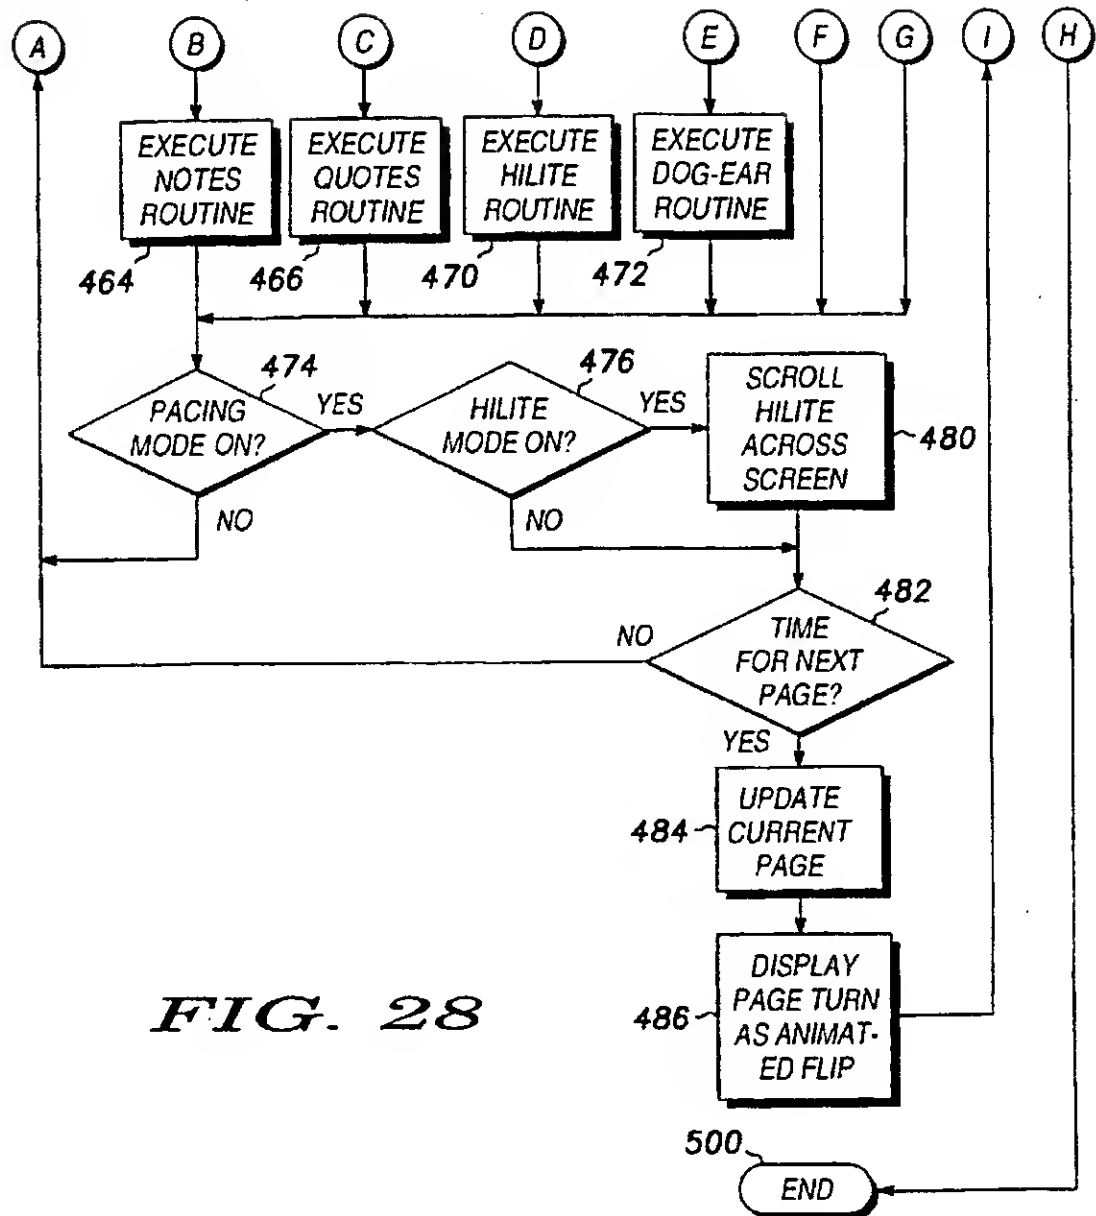 A B C D E F G I H
EXECUTE
NOTES
ROUTINE
464
EXECUTE
QUOTES
ROUTINE
466
EXECUTE
HILITE
ROUTINE
470
EXECUTE
DOG-EAR
ROUTINE
472
474
PACING
MODE ON?
YES
NO
476
HILITE
MODE ON?
YES
NO
SCROLL
HILITE
ACROSS
SCREEN
480
482
TIME
FOR NEXT
PAGE?
NO
YES
UPDATE
CURRENT
PAGE
484
DISPLAY
PAGE TURN
AS ANIMAT-
ED FLIP
486
FIG. 28
500
END